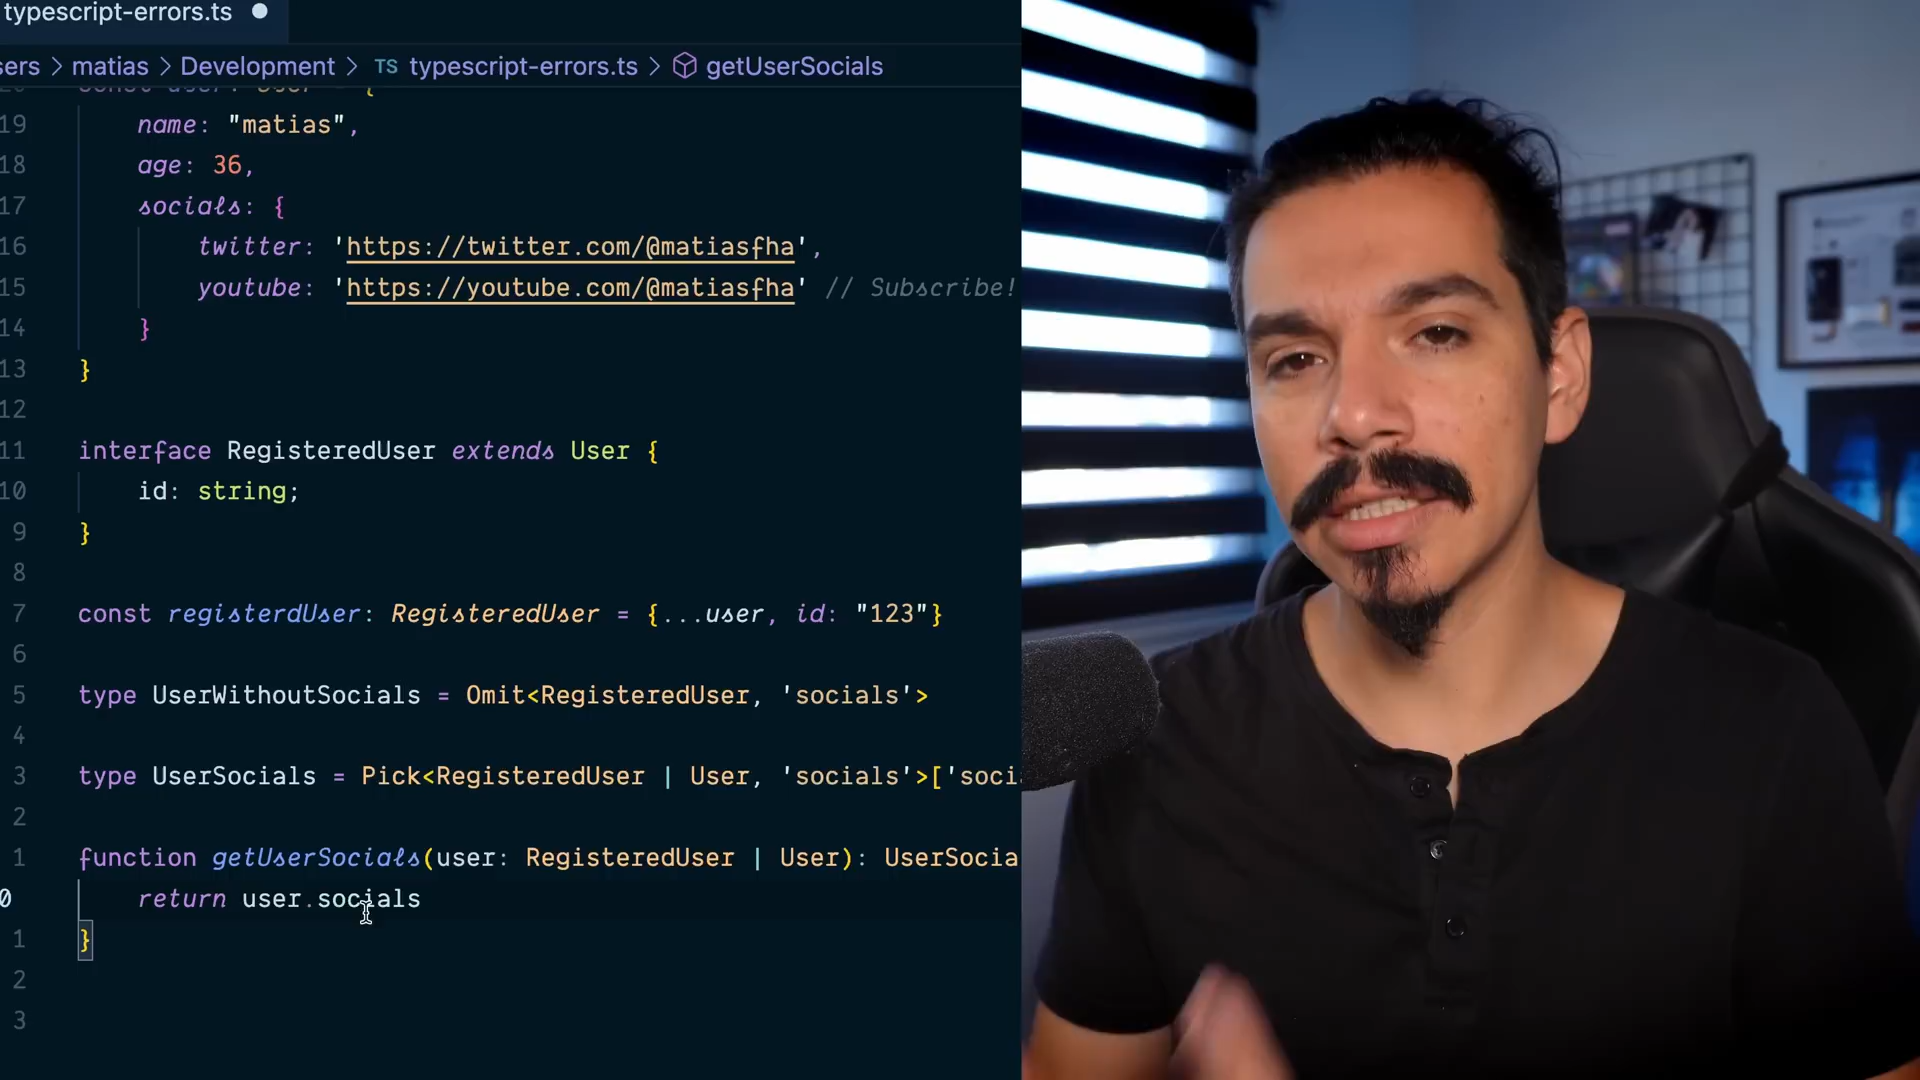 typescript-errors.ts
sers > matias > Development > TS typescript-errors.ts > getUserSocials
const user: User = {
19 name: "matias",
18 age: 36,
17 socials: {
16 twitter: 'https://twitter.com/@matiasfha',
15 youtube: 'https://youtube.com/@matiasfha' // Subscribe!
14 }
13 }
12
11 interface RegisteredUser extends User {
10 id: string;
9 }
8
7 const registerdUser: RegisteredUser = {...user, id: "123"}
6
5 type UserWithoutSocials = Omit<RegisteredUser, 'socials'>
4
3 type UserSocials = Pick<RegisteredUser | User, 'socials'>['soci
2
1 function getUserSocials(user: RegisteredUser | User): UserSocia
0 return user.socials
1 }
2
3